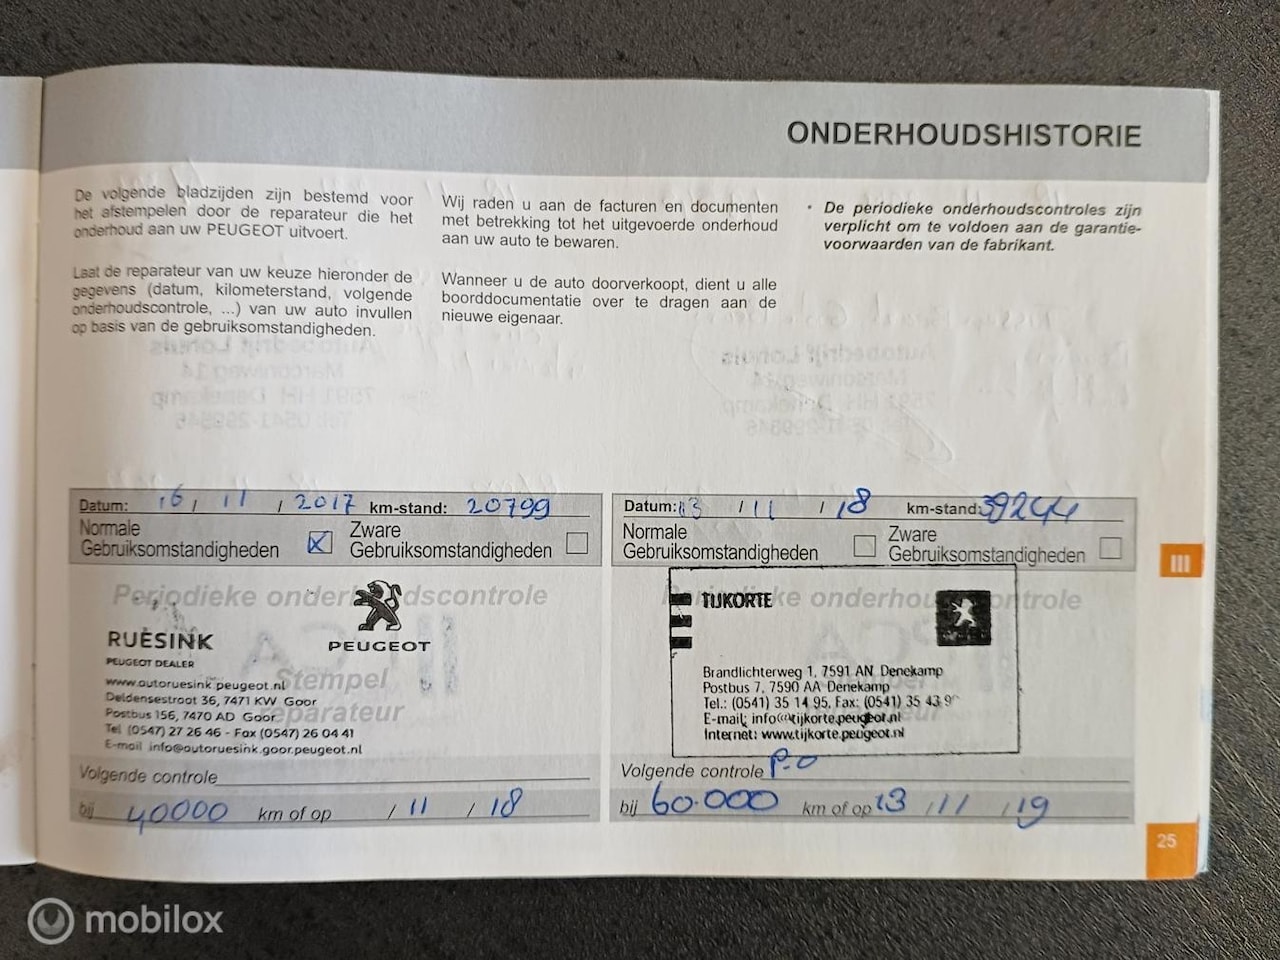 ONDERHOUDSHISTORIE
De volgende bladzijden zijn bestemd voor
het afstempelen door de reparateur die het
onderhoud aan uw PEUGEOT uitvoert.
Laat de reparateur van uw keuze hieronder de
gegevens (datum, kilometerstand, volgende
onderhoudscontrole, ...) van uw auto invullen
op basis van de gebruiksomstandigheden.
Wij raden u aan de facturen en documenten
met betrekking tot het uitgevoerde onderhoud
aan uw auto te bewaren.
Wanneer u de auto doorverkoopt, dient u alle
boorddocumentatie over te dragen aan de
nieuwe eigenaar.
• De periodieke onderhoudscontroles zijn
verplicht om te voldoen aan de garantie-
voorwaarden van de fabrikant.
Datum: 16 / 11 / 2017 km-stand: 20799
Normale
Gebruiksomstandigheden
Zware
Gebruiksomstandigheden
Periodieke onderhoudscontrole
RUESINK
PEUGEOT DEALER
PEUGEOT
www.autoruesink.peugeot.nl
Stempel
Deldensestraat 36, 7471 KW Goor
Postbus 156, 7470 AD Goor
reparateur
Tel (0547) 27 26 46 - Fax (0547) 26 04 41
E-mail info@autoruesink.goor.peugeot.nl
Volgende controle
bij 40000 km of op / 11 / 18
Datum: 13 / 11 / 18 km-stand: 39244
Normale
Gebruiksomstandigheden
Zware
Gebruiksomstandigheden
TIJKORTE
Brandlichterweg 1, 7591 AN Denekamp
Postbus 7, 7590 AA Denekamp
Tel.: (0541) 35 14 95, Fax: (0541) 35 43
E-mail: info@tijkorte.peugeot.nl
Internet: www.tijkorte.peugeot.nl
Volgende controle P.O
bij 60.000 km of op 13 / 11 / 19
III
25
mobilox